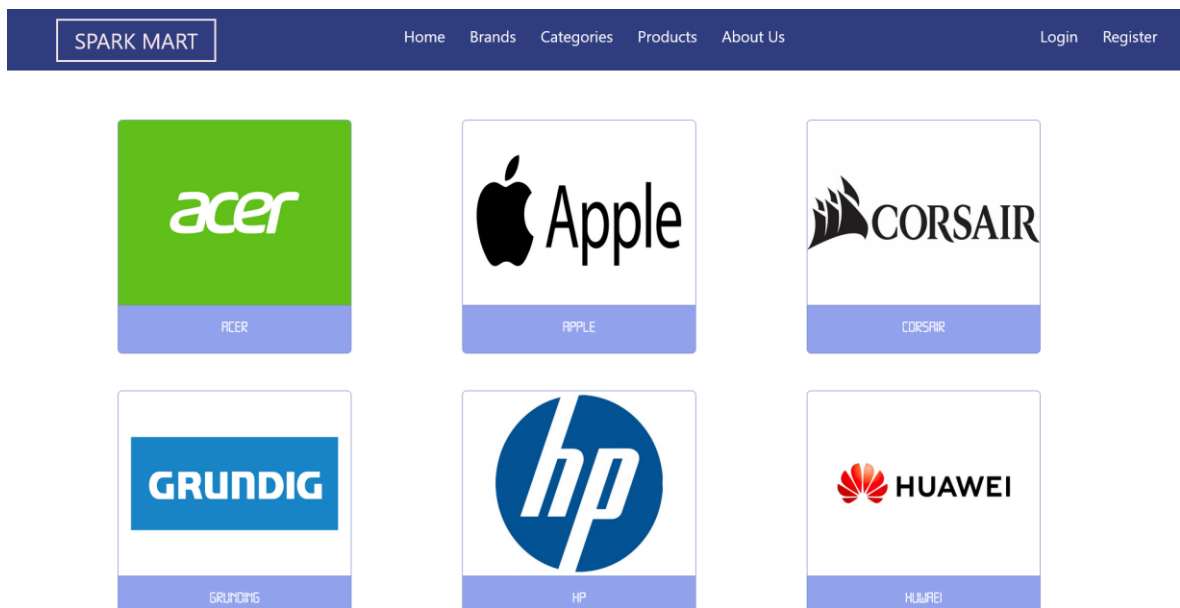 SPARK MART
Home Brands Categories Products About Us
Login Register
acer
Apple
CORSAIR
ACER
APPLE
CORSAIR
GRUNDIG
hp
HUAWEI
GRUNDING
HP
HUWAEI